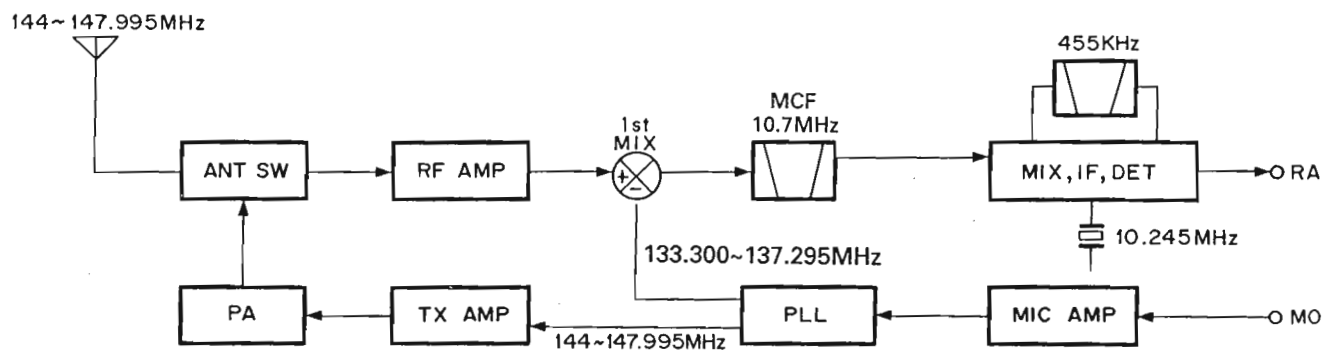 144~147.995MHz
455KHz
MCF
10.7MHz
1st
MIX
+
-
ANT SW
RF AMP
MIX, IF, DET
RA
10.245MHz
133.300~137.295MHz
PA
TX AMP
PLL
MIC AMP
MO
144~147.995MHz